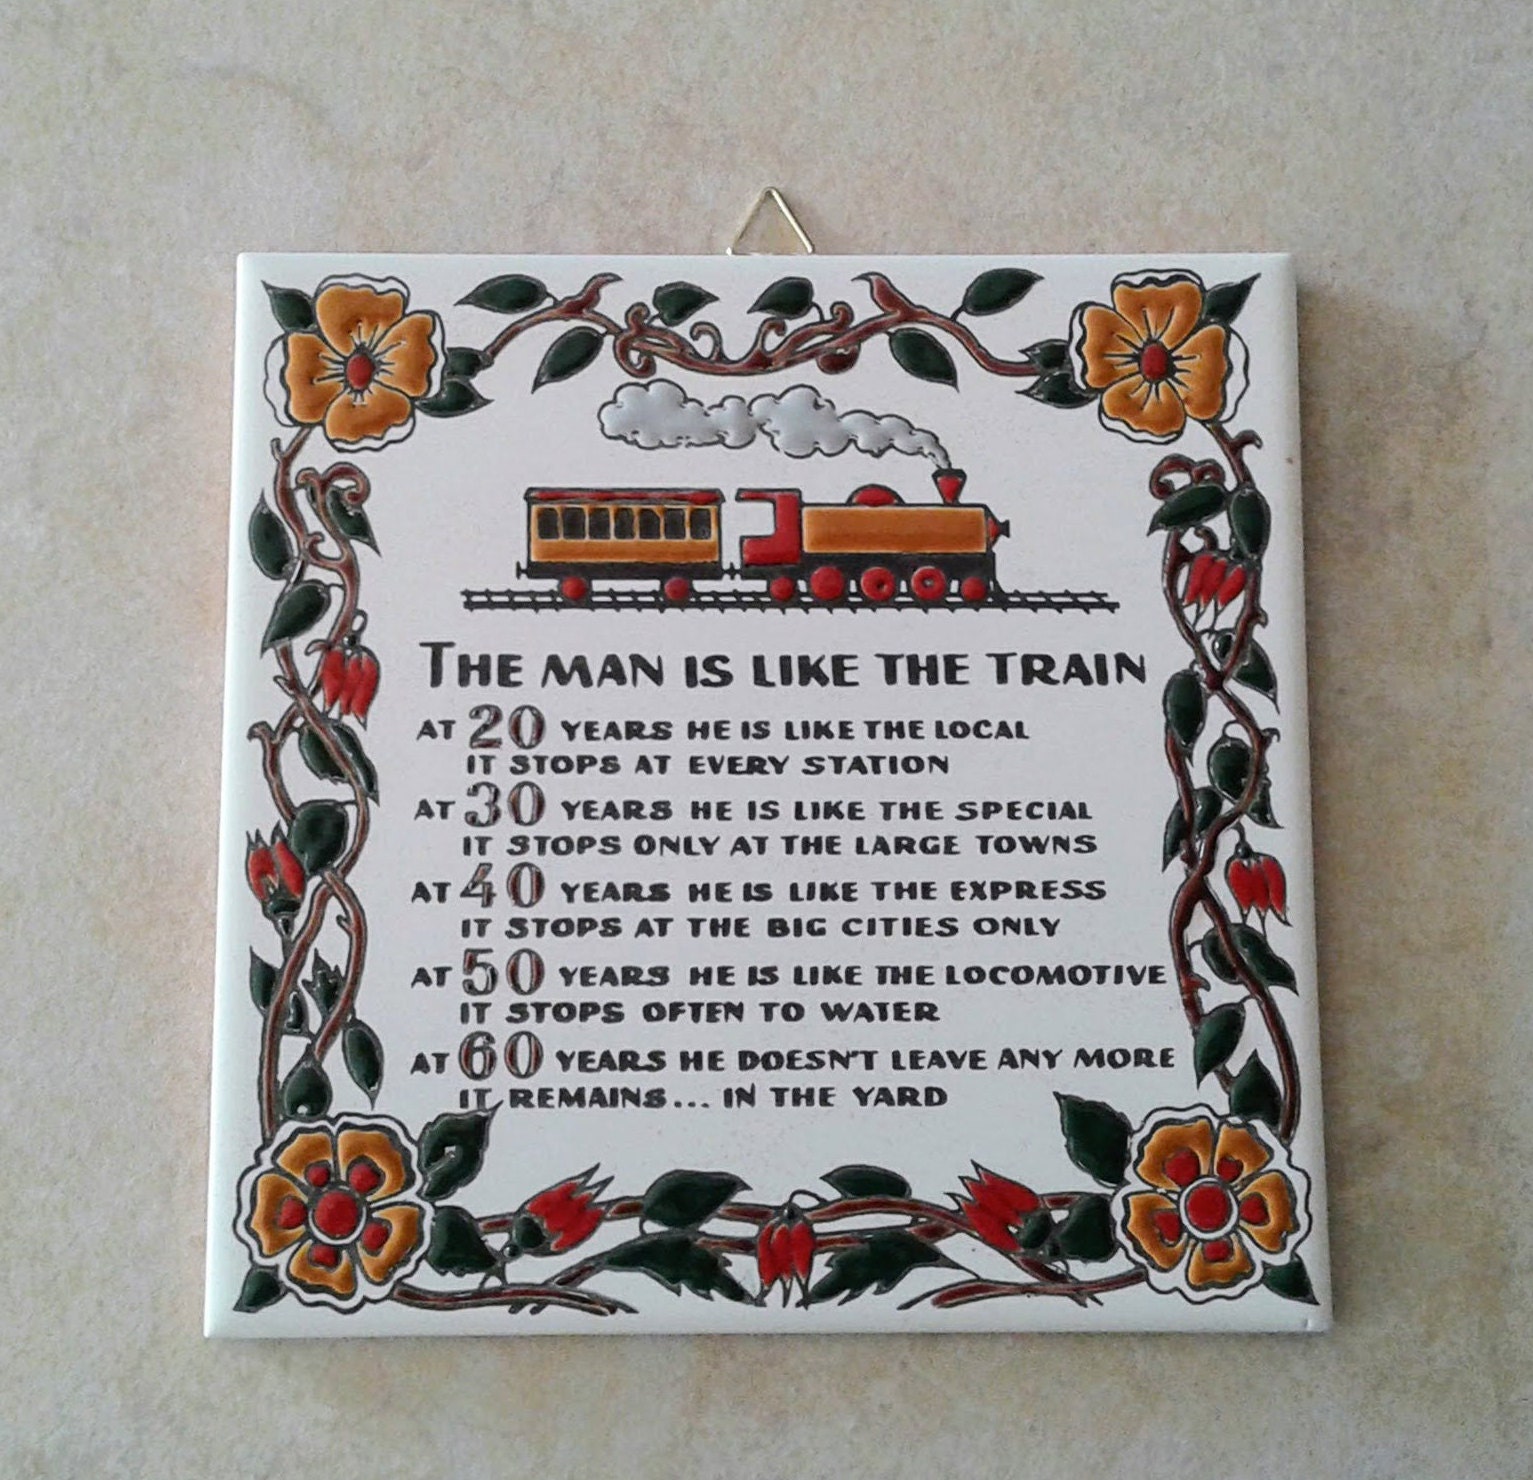 THE MAN IS LIKE THE TRAIN
AT 20 YEARS HE IS LIKE THE LOCAL
IT STOPS AT EVERY STATION
AT 30 YEARS HE IS LIKE THE SPECIAL
IT STOPS ONLY AT THE LARGE TOWNS
AT 40 YEARS HE IS LIKE THE EXPRESS
IT STOPS AT THE BIG CITIES ONLY
AT 50 YEARS HE IS LIKE THE LOCOMOTIVE
IT STOPS OFTEN TO WATER
AT 60 YEARS HE DOESN'T LEAVE ANY MORE
IT REMAINS... IN THE YARD